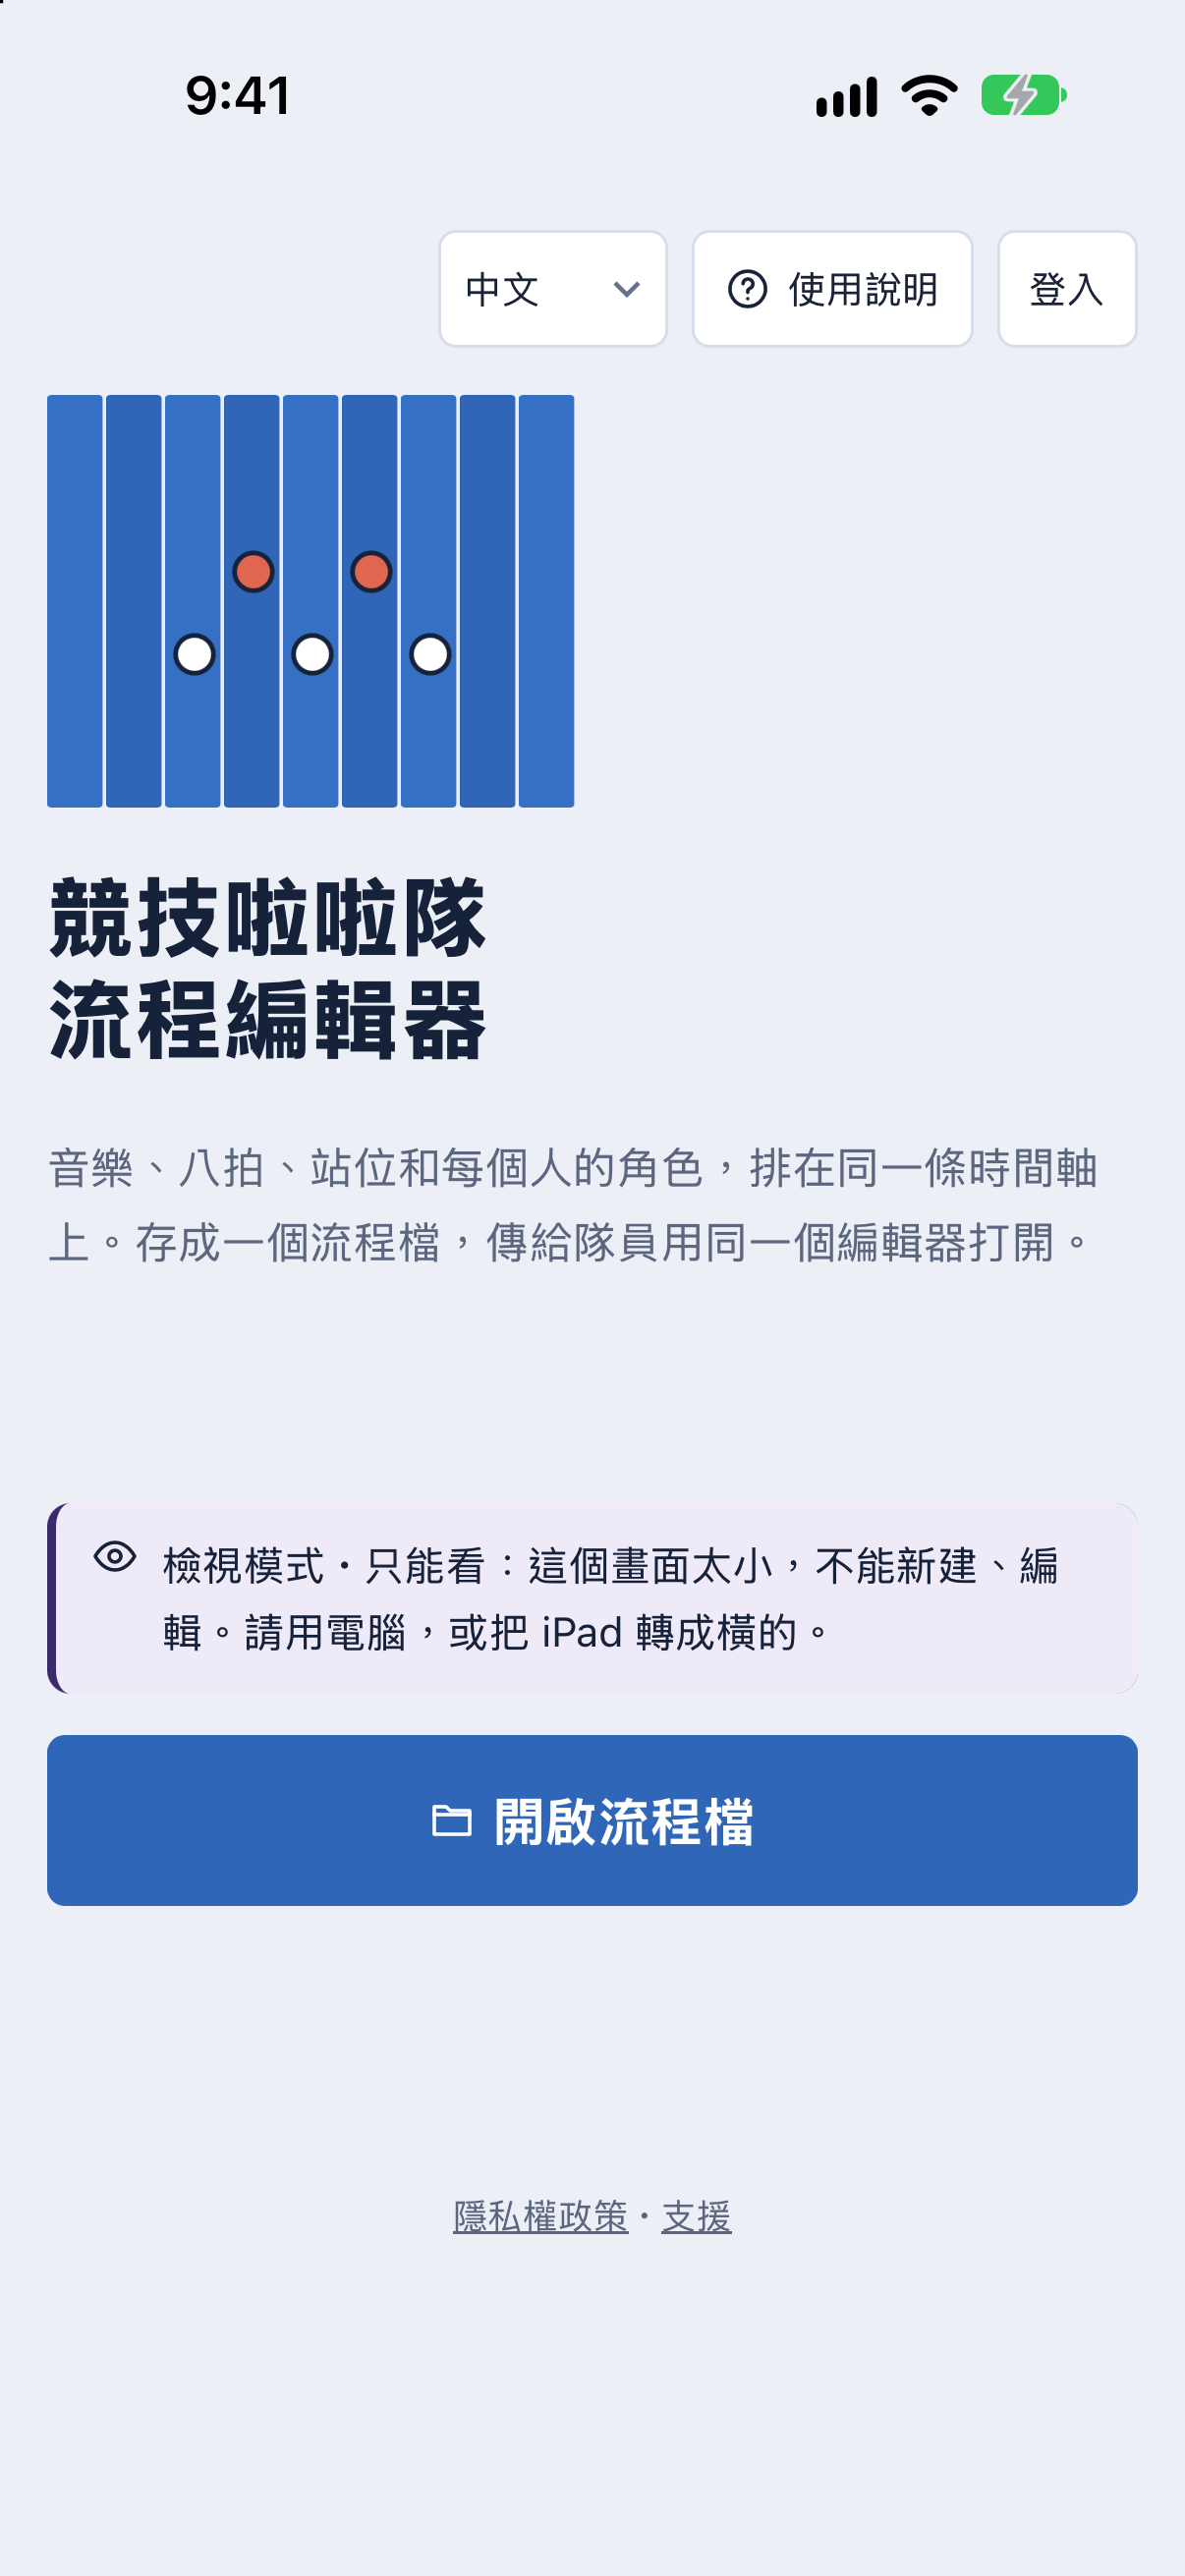 9:41
中文
使用說明
登入
競技啦啦隊
流程編輯器
音樂、八拍、站位和每個人的角色，排在同一條時間軸
上。存成一個流程檔，傳給隊員用同一個編輯器打開。
檢視模式・只能看：這個畫面太小，不能新建、編
輯。請用電腦，或把 iPad 轉成橫的。
開啟流程檔
隱私權政策・支援